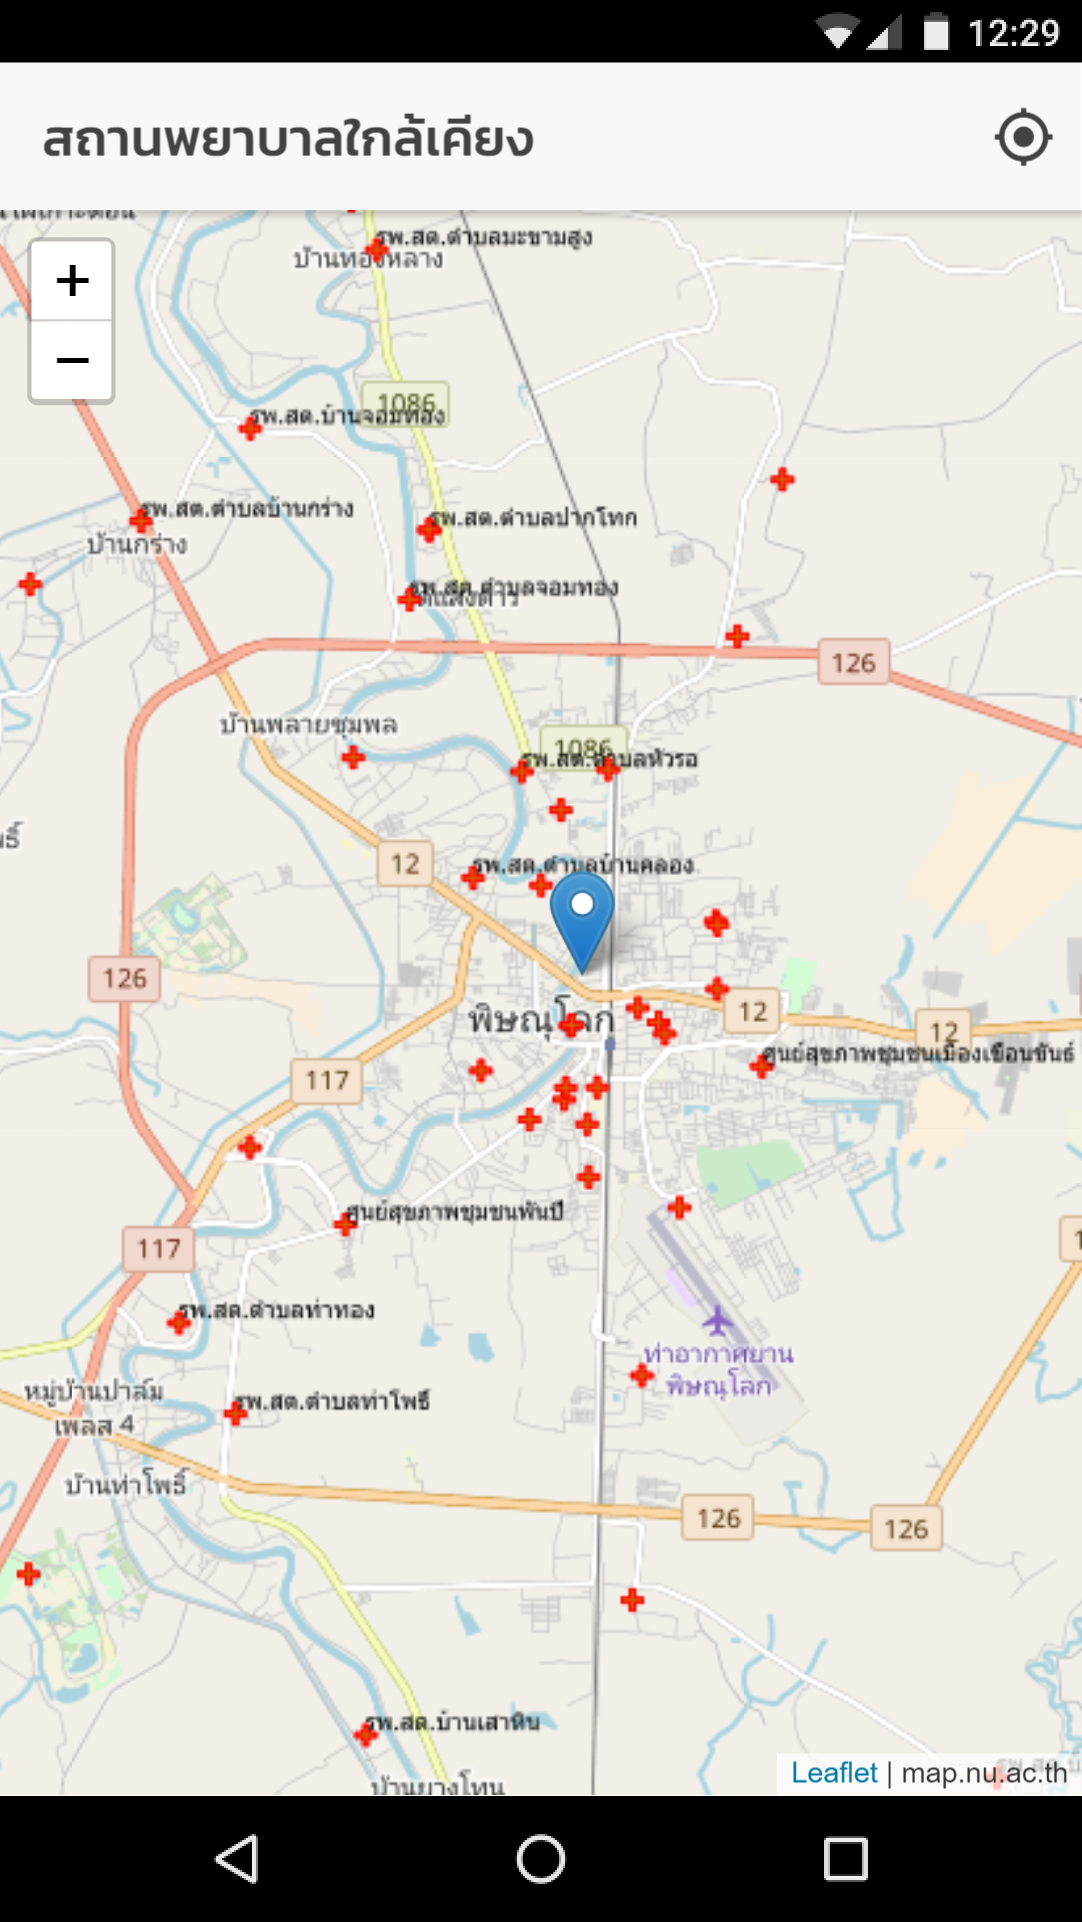 12:29
สถานพยาบาลใกล้เคียง
+
−
รพ.สต.ตำบลมะขามสูง
บ้านทองหลาง
1086
รพ.สต.บ้านจอมทอง
รพ.สต.ตำบลบ้านกร่าง
รพ.สต.ตำบลปากโทก
บ้านกร่าง
รพ.สต.ตำบลจอมทอง
126
บ้านพลายชุมพล
1086
รพ.สต.ตำบลหัวรอ
12
รพ.สต.ตำบลบ้านคลอง
126
12
พิษณุโลก
12
ศูนย์สุขภาพชุมชนเมืองเขื่อนขันธ์
117
ศูนย์สุขภาพชุมชนพันปี
117
รพ.สต.ตำบลท่าทอง
ท่าอากาศยาน
พิษณุโลก
หมู่บ้านปาล์ม
เพลส 4
รพ.สต.ตำบลท่าโพธิ์
บ้านท่าโพธิ์
126
126
รพ.สต.บ้านเสาหิน
Leaflet | map.nu.ac.th
บ้านยางโทน